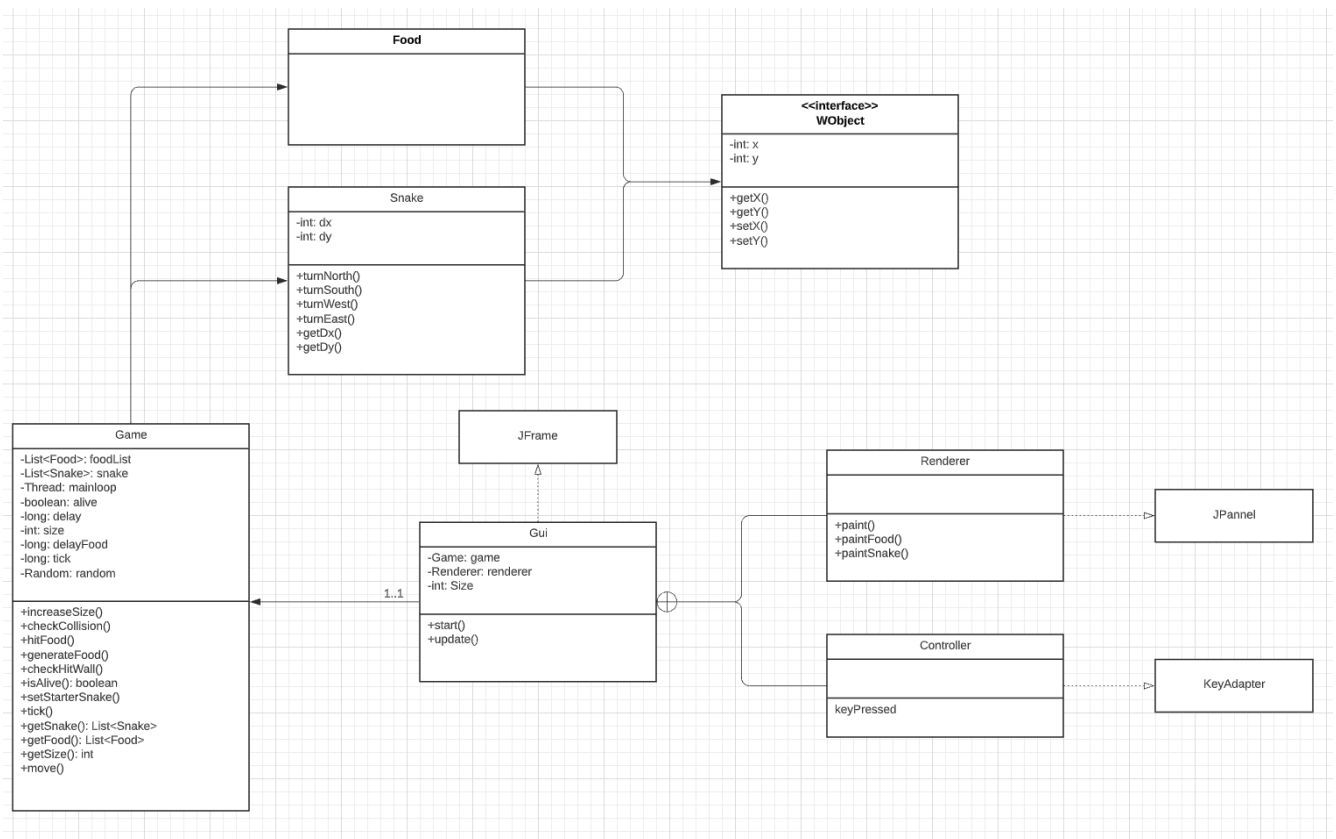 Food
<<interface>>
WObject
-int: x
-int: y
+getX()
+getY()
+setX()
+setY()
Snake
-int: dx
-int: dy
+turnNorth()
+turnSouth()
+turnWest()
+turnEast()
+getDx()
+getDy()
Game
-List<Food>: foodList
-List<Snake>: snake
-Thread: mainloop
-boolean: alive
-long: delay
-int: size
-long: delayFood
-long: tick
-Random: random
+increaseSize()
+checkCollision()
+hitFood()
+generateFood()
+checkHitWall()
+isAlive(): boolean
+setStarterSnake()
+tick()
+getSnake(): List<Snake>
+getFood(): List<Food>
+getSize(): int
+move()
JFrame
1..1
Gui
-Game: game
-Renderer: renderer
-int: Size
+start()
+update()
Renderer
+paint()
+paintFood()
+paintSnake()
JPannel
Controller
keyPressed
KeyAdapter